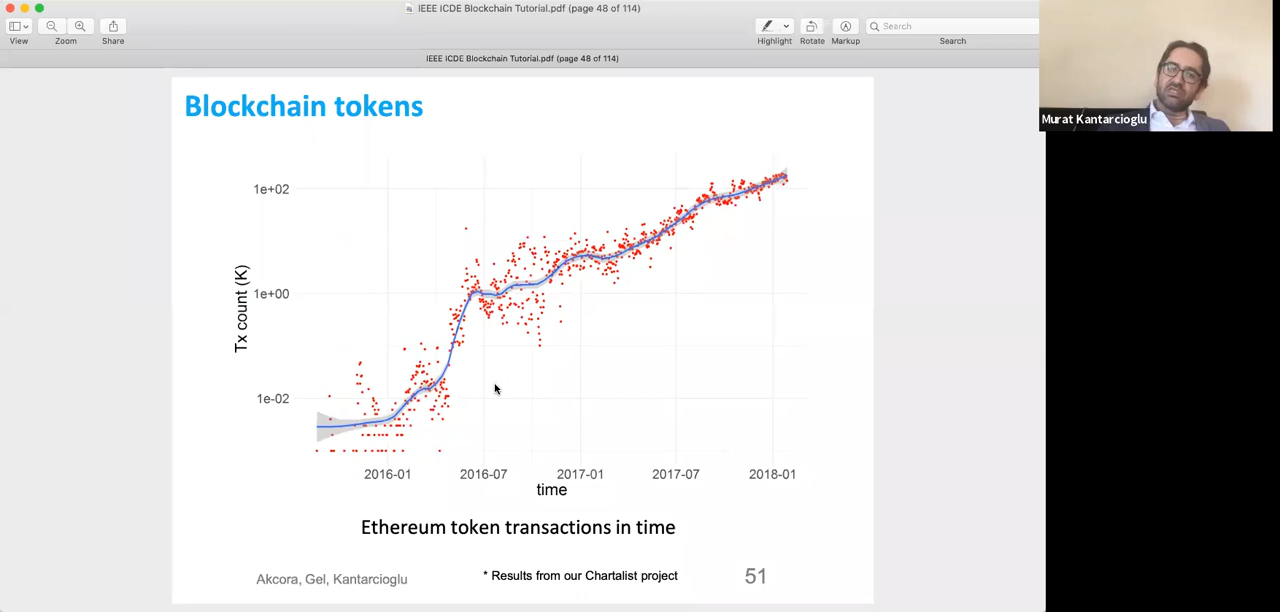 IEEE ICDE Blockchain Tutorial.pdf (page 48 of 114)
View
Zoom
Share
Highlight
Rotate
Markup
Search
Search
IEEE ICDE Blockchain Tutorial.pdf (page 48 of 114)
Murat Kantarcioglu
Blockchain tokens
1e+02
1e+00
1e-02
Tx count (K)
2016-01
2016-07
2017-01
2017-07
2018-01
time
Ethereum token transactions in time
Akcora, Gel, Kantarcioglu
* Results from our Chartalist project
51